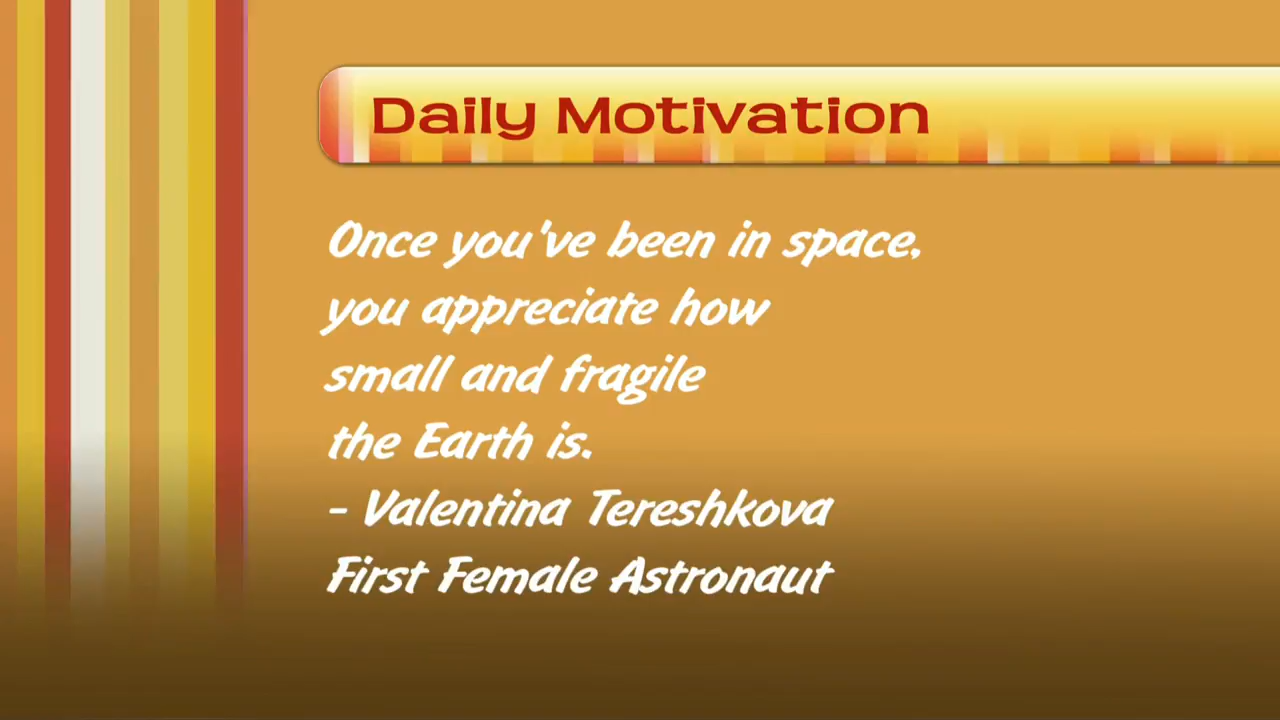 Daily Motivation
Once you've been in space,
you appreciate how
small and fragile
the Earth is.
- Valentina Tereshkova
First Female Astronaut